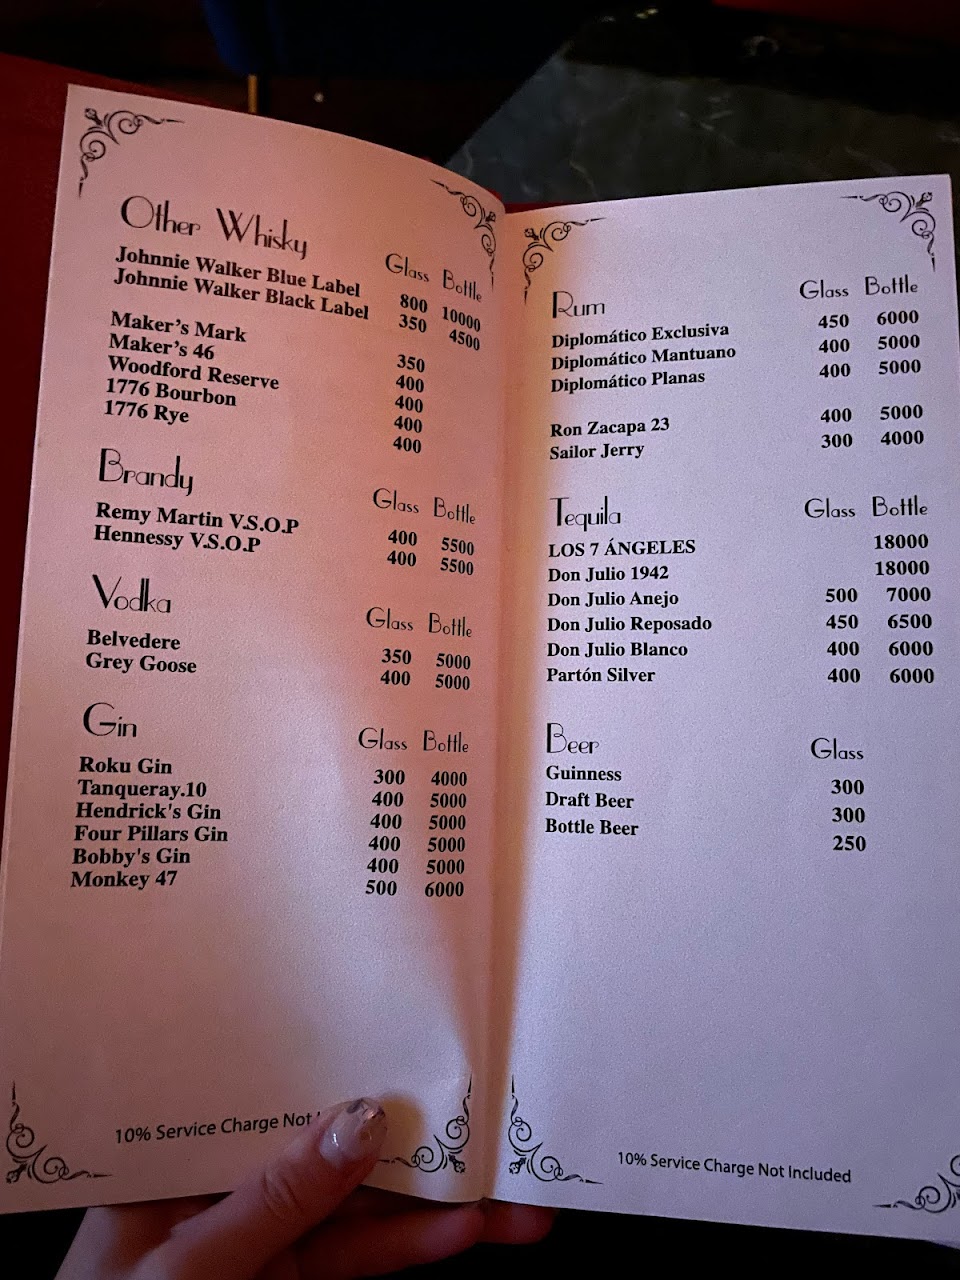 Other Whisky Glass Bottle
Johnnie Walker Blue Label 800 10000
Johnnie Walker Black Label 350 4500
Maker's Mark 350
Maker's 46 400
Woodford Reserve 400
1776 Bourbon 400
1776 Rye 400
Brandy Glass Bottle
Remy Martin V.S.O.P 400 5500
Hennessy V.S.O.P 400 5500
Vodka Glass Bottle
Belvedere 350 5000
Grey Goose 400 5000
Gin Glass Bottle
Roku Gin 300 4000
Tanqueray.10 400 5000
Hendrick's Gin 400 5000
Four Pillars Gin 400 5000
Bobby's Gin 400 5000
Monkey 47 500 6000
10% Service Charge Not
Rum Glass Bottle
Diplomático Exclusiva 450 6000
Diplomático Mantuano 400 5000
Diplomático Planas 400 5000
Ron Zacapa 23 400 5000
Sailor Jerry 300 4000
Tequila Glass Bottle
LOS 7 ÁNGELES 18000
Don Julio 1942 18000
Don Julio Anejo 500 7000
Don Julio Reposado 450 6500
Don Julio Blanco 400 6000
Partón Silver 400 6000
Beer Glass
Guinness 300
Draft Beer 300
Bottle Beer 250
10% Service Charge Not Included